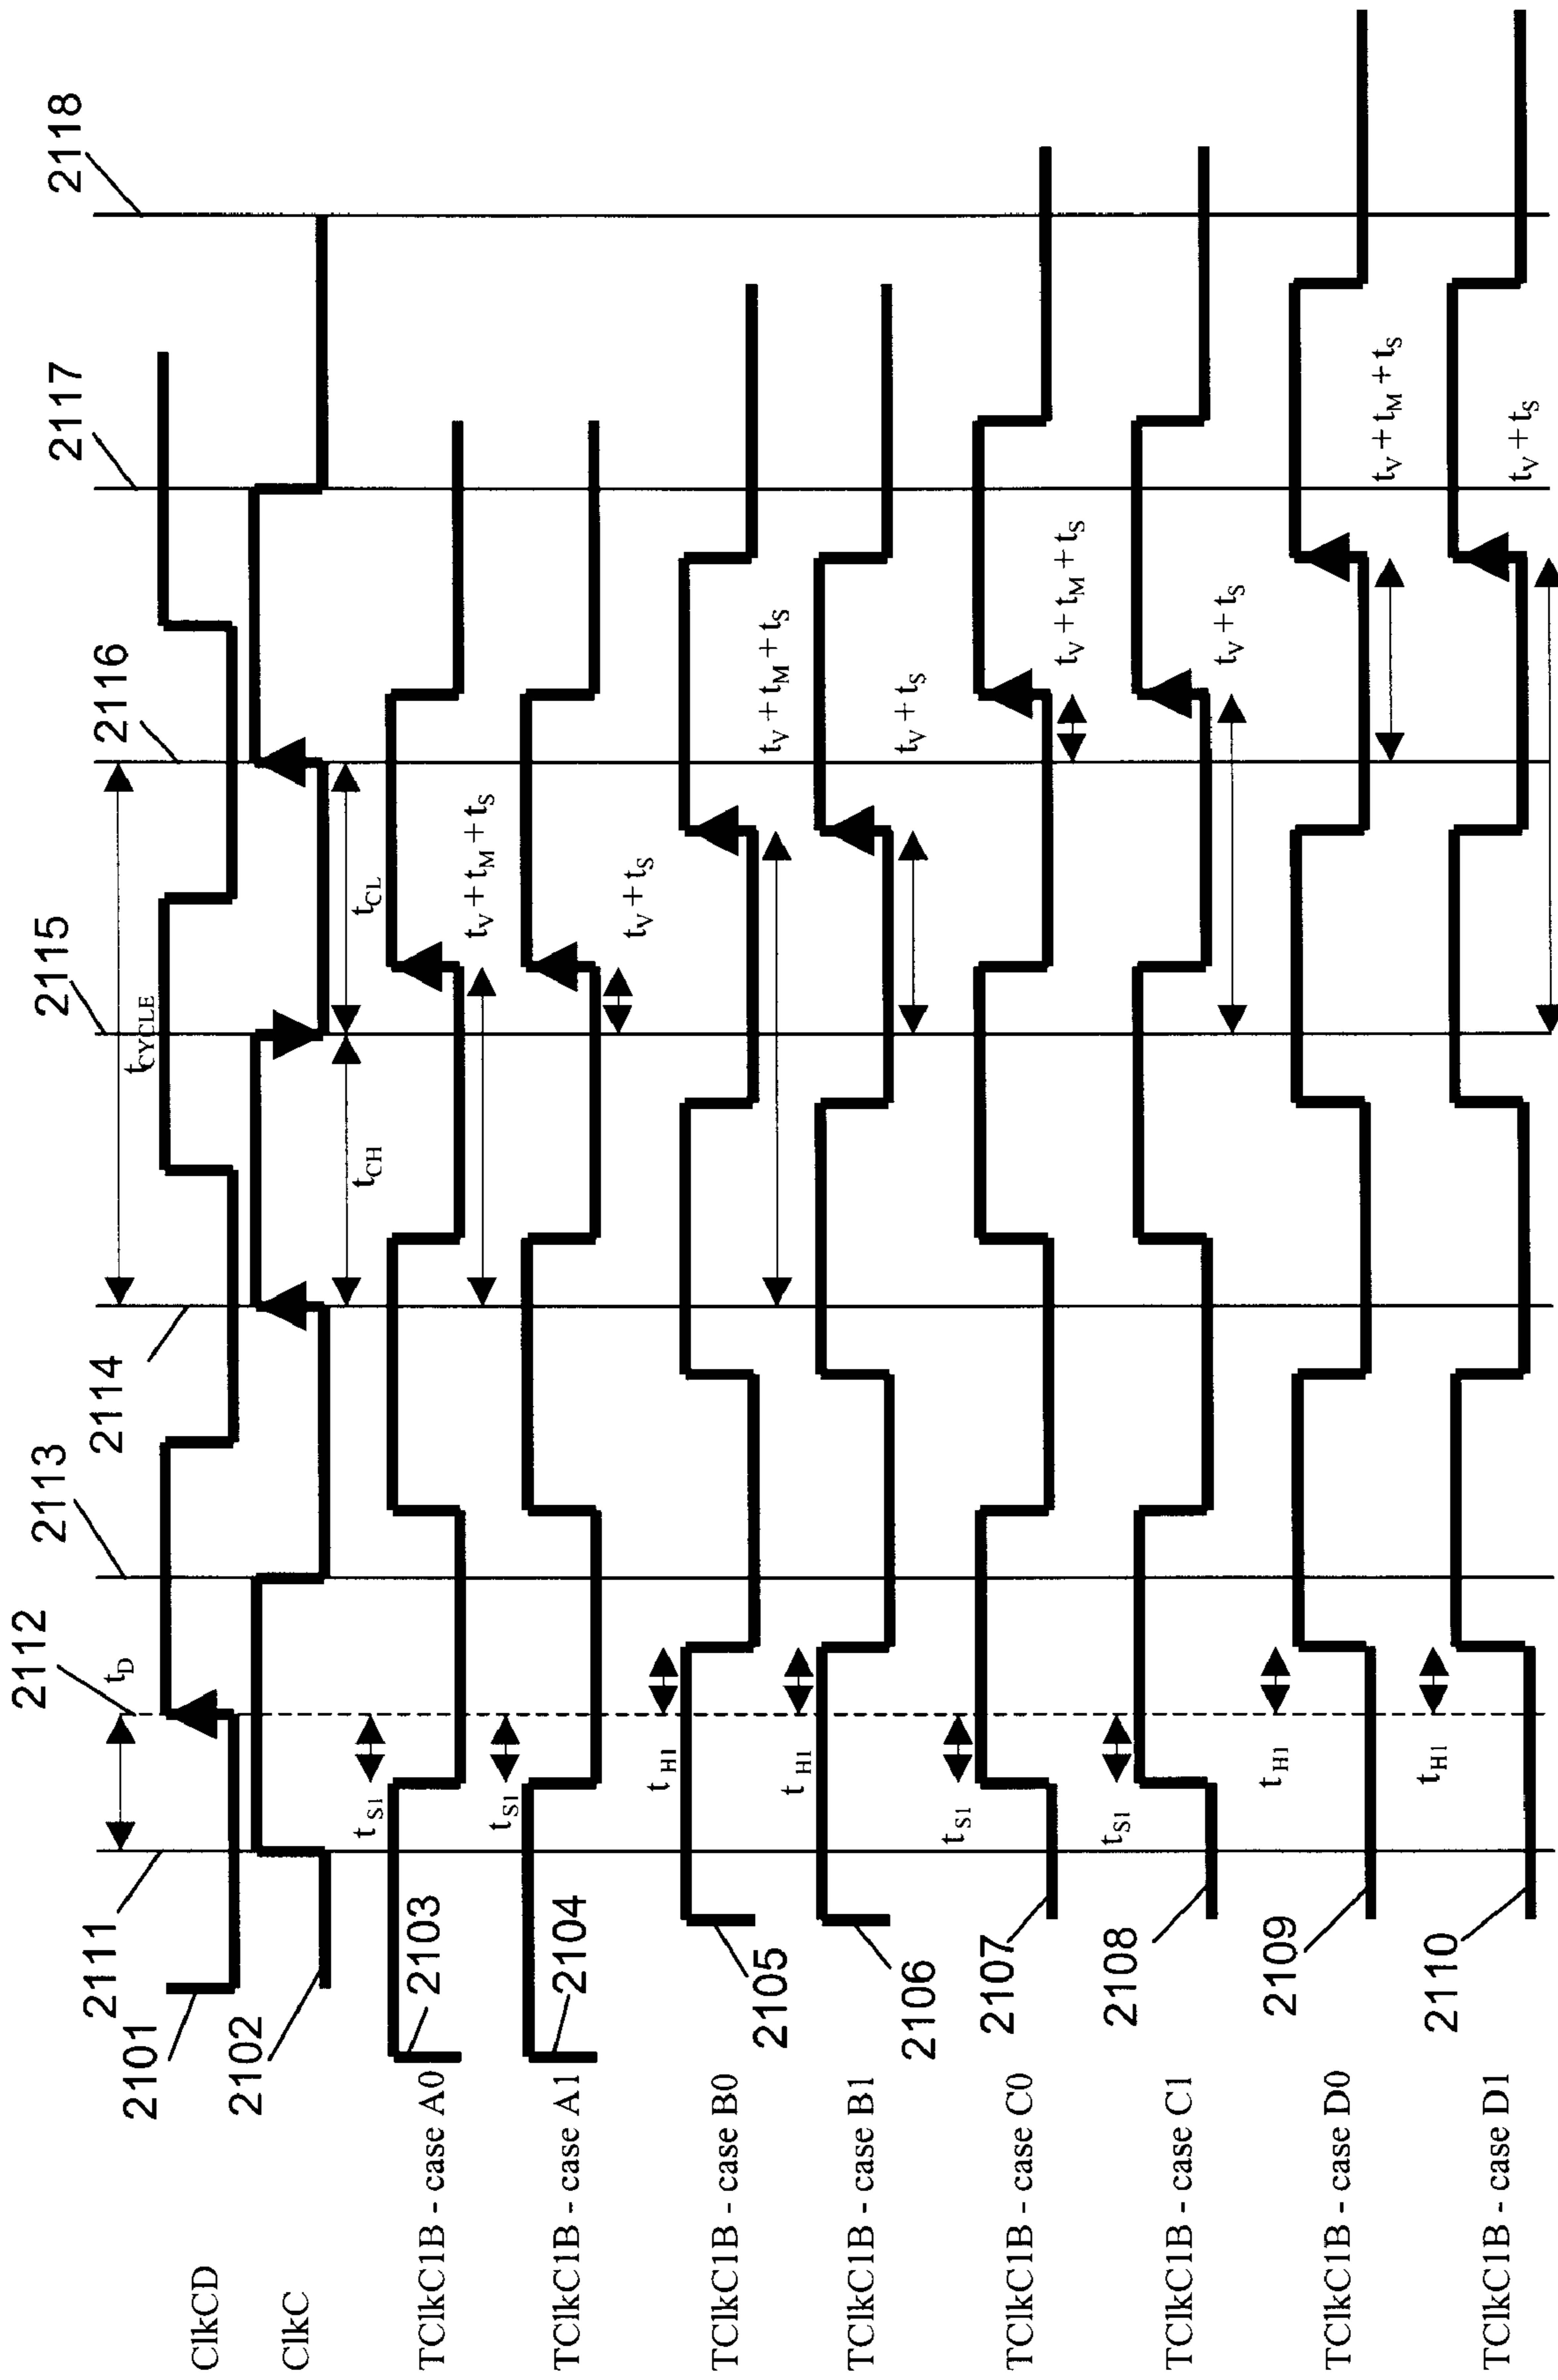 2111
2112
2113
2114
2115
2116
2117
2118
t_D
t_CYCLE
ClkCD
2101
ClkC
2102
t_CH
t_CL
TClkC1B - case A0
2103
t_S1
t_V + t_M + t_S
TClkC1B - case A1
2104
t_S1
t_V + t_S
TClkC1B - case B0
2105
t_H1
t_V + t_M + t_S
TClkC1B - case B1
2106
t_H1
t_V + t_S
TClkC1B - case C0
2107
t_S1
t_V + t_M + t_S
TClkC1B - case C1
2108
t_S1
t_V + t_S
TClkC1B - case D0
2109
t_H1
t_V + t_M + t_S
TClkC1B - case D1
2110
t_H1
t_V + t_S